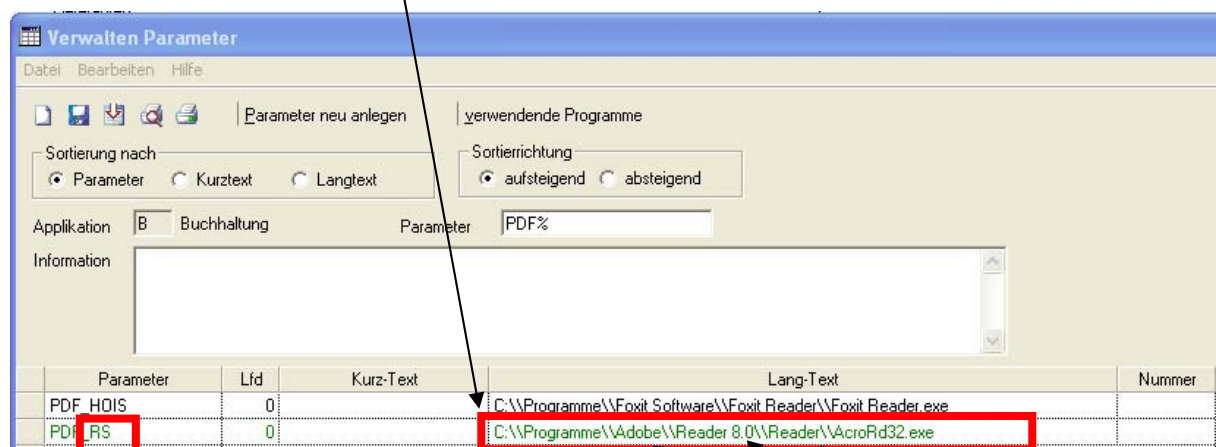 Verwalten Parameter
Datei Bearbeiten Hilfe
Parameter neu anlegen verwendende Programme
Sortierung nach Sortierrichtung
Parameter Kurztext Langtext aufsteigend absteigend
Applikation B Buchhaltung Parameter PDF%
Information
Parameter Lfd Kurz-Text Lang-Text Nummer
PDF_HOIS 0 C:\\Programme\\Foxit Software\\Foxit Reader\\Foxit Reader.exe
PDF_RS 0 C:\\Programme\\Adobe\\Reader 8.0\\Reader\\AcroRd32.exe